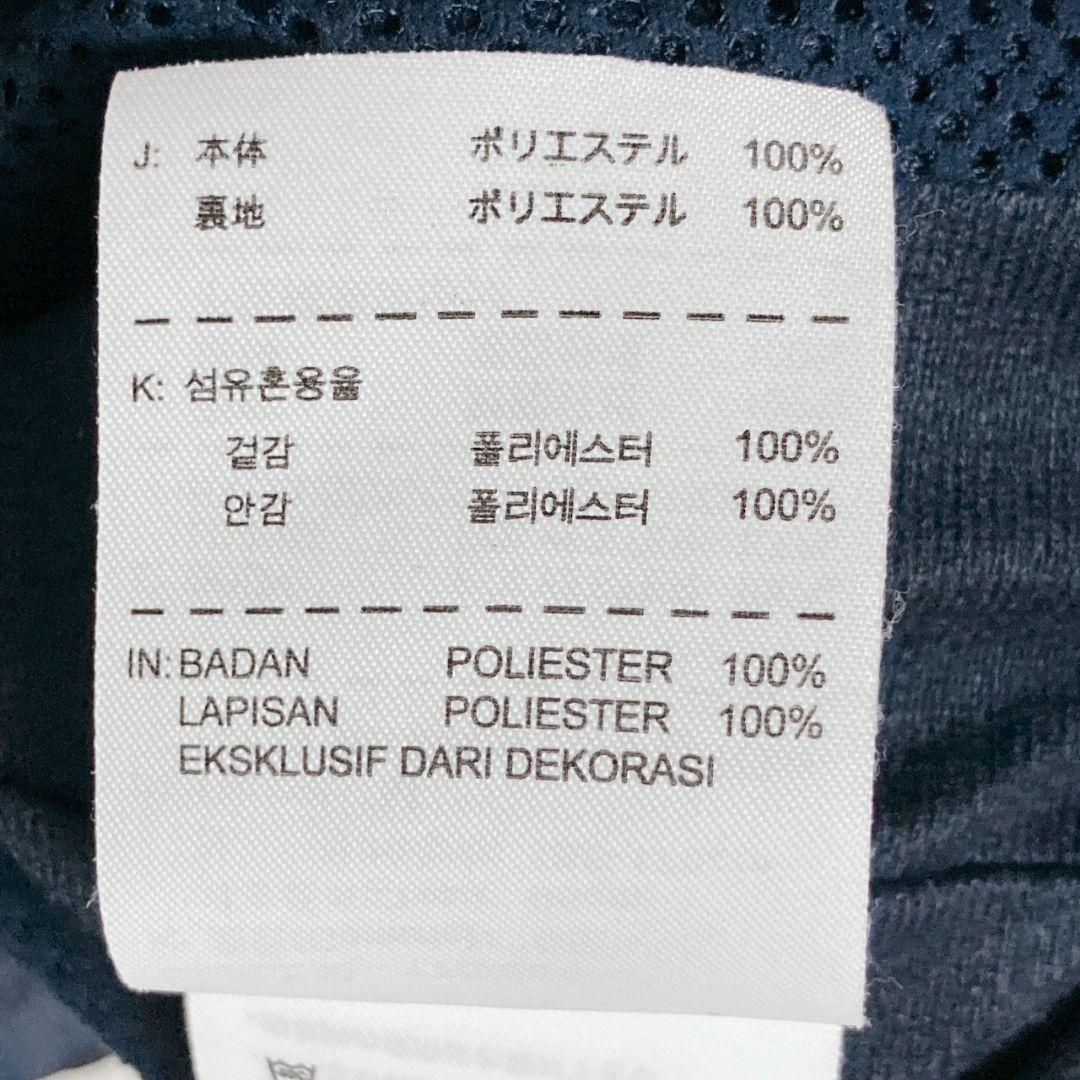 J: 本体 ポリエステル 100%
裏地 ポリエステル 100%
K: 섬유혼용율
겉감 폴리에스터 100%
안감 폴리에스터 100%
IN: BADAN POLIESTER 100%
LAPISAN POLIESTER 100%
EKSKLUSIF DARI DEKORASI